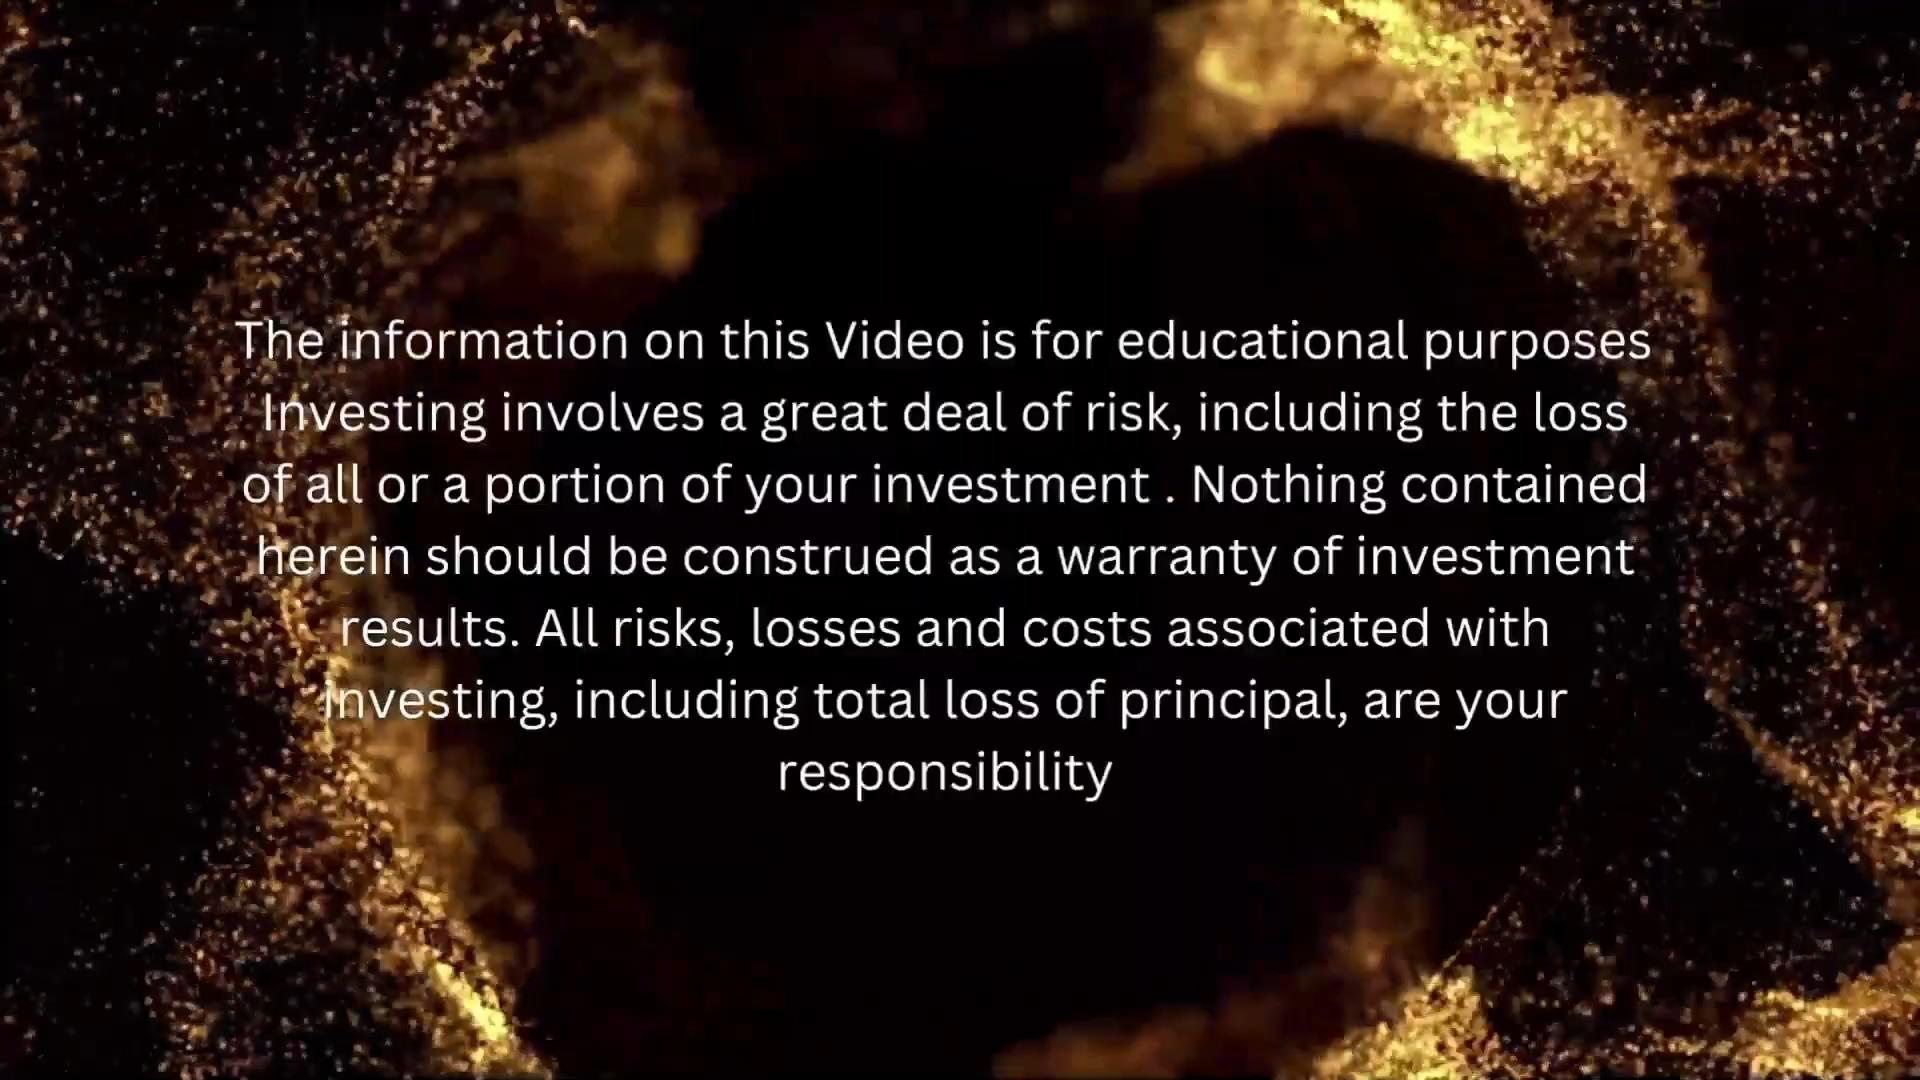 The information on this Video is for educational purposes
Investing involves a great deal of risk, including the loss
of all or a portion of your investment . Nothing contained
herein should be construed as a warranty of investment
results. All risks, losses and costs associated with
investing, including total loss of principal, are your
responsibility